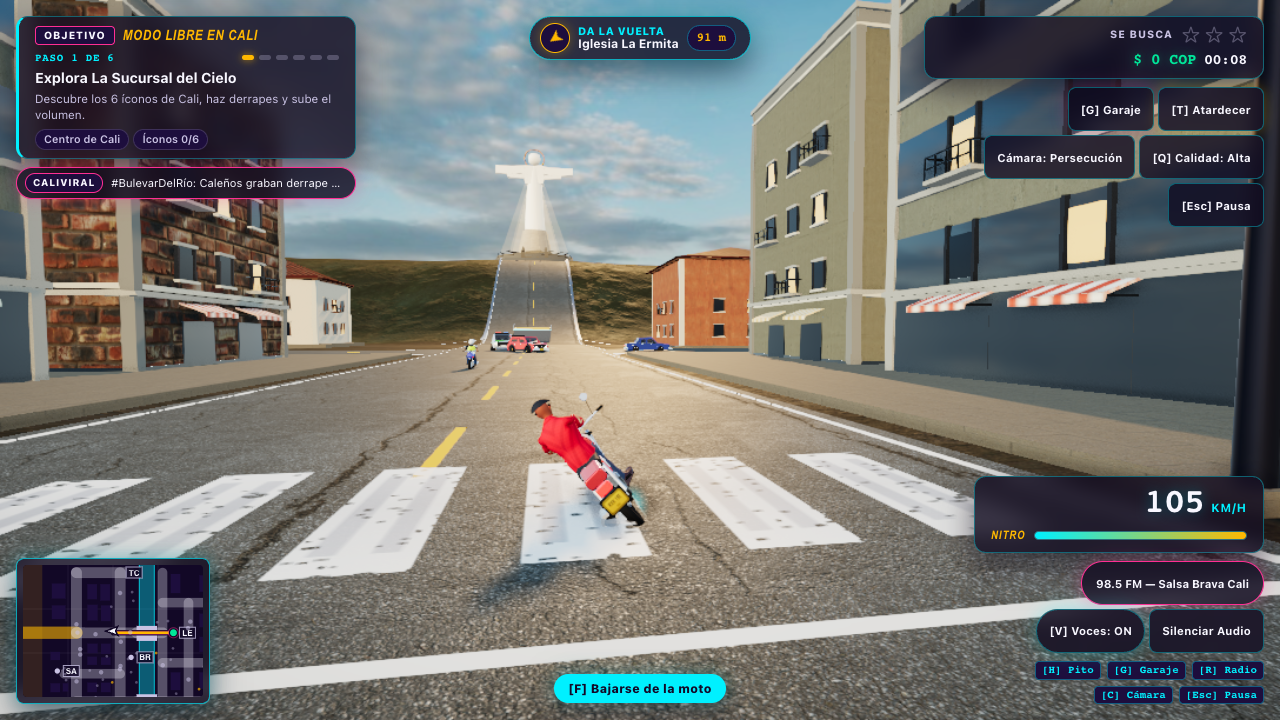 OBJETIVO MODO LIBRE EN CALI
PASO 1 DE 6
Explora La Sucursal del Cielo
Descubre los 6 íconos de Cali, haz derrapes y sube el
volumen.
Centro de Cali Íconos 0/6
CALIVIRAL #BulevarDelRío: Caleños graban derrape ...
DA LA VUELTA
Iglesia La Ermita
91 m
SE BUSCA
$ 0 COP 00:08
[G] Garaje [T] Atardecer
Cámara: Persecución [Q] Calidad: Alta
[Esc] Pausa
105 KM/H
NITRO
98.5 FM — Salsa Brava Cali
[V] Voces: ON Silenciar Audio
[H] Pito [G] Garaje [R] Radio
[C] Cámara [Esc] Pausa
[F] Bajarse de la moto
TC
LE
BR
SA